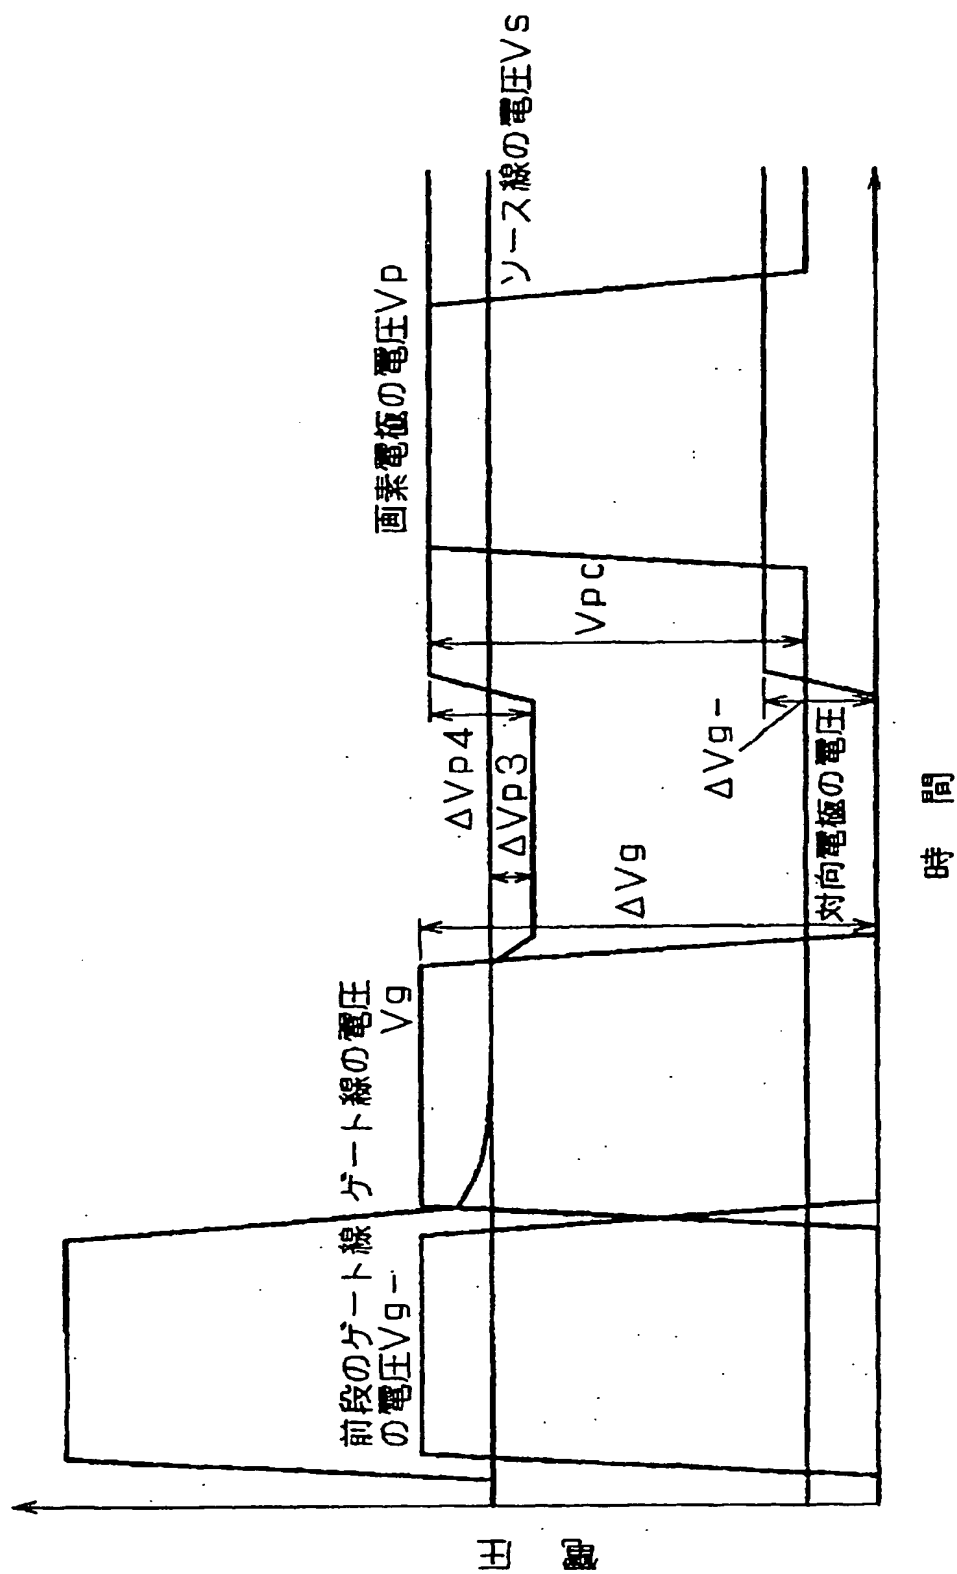 電圧
前段のゲート線
の電圧Vg-
ゲート線の電圧
Vg
画素電極の電圧Vp
ソース線の電圧Vs
ΔVp4
ΔVp3
Vpc
ΔVg
ΔVg-
対向電極の電圧
時 間